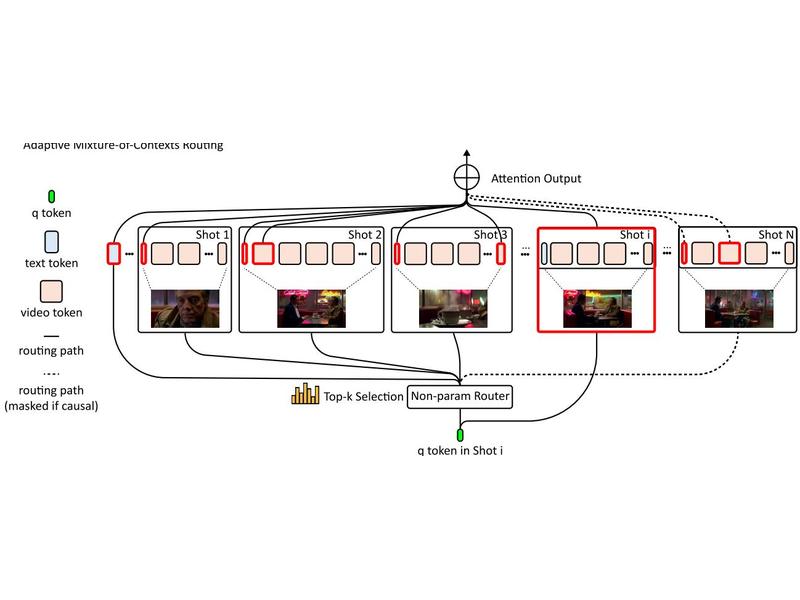 Adaptive Mixture-of-Contexts Routing
Attention Output
q token
text token
video token
routing path
routing path
(masked if causal)
Shot 1
Shot 2
Shot 3
Shot i
Shot N
Top-k Selection
Non-param Router
q token in Shot i